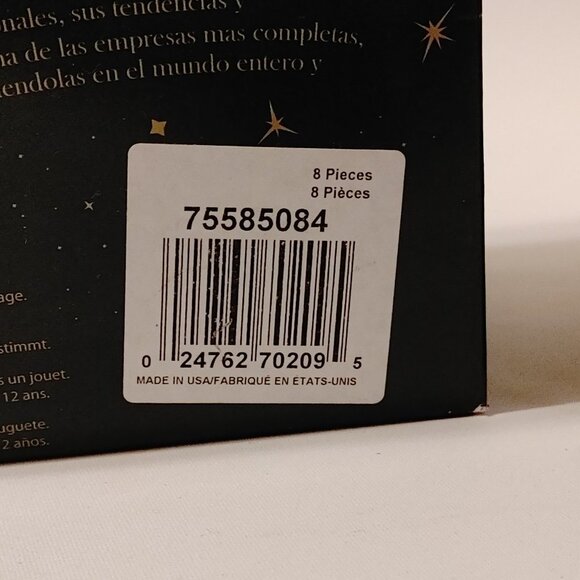 nales, sus tendencias y
de las empresas mas completas,
endolas en el mundo entero y
8 Pieces
8 Pièces
75585084
0 24762 70209 5
MADE IN USA/FABRIQUÉ EN ETATS-UNIS
age.
stimmt.
s un jouet.
12 ans.
uguete.
2 años.